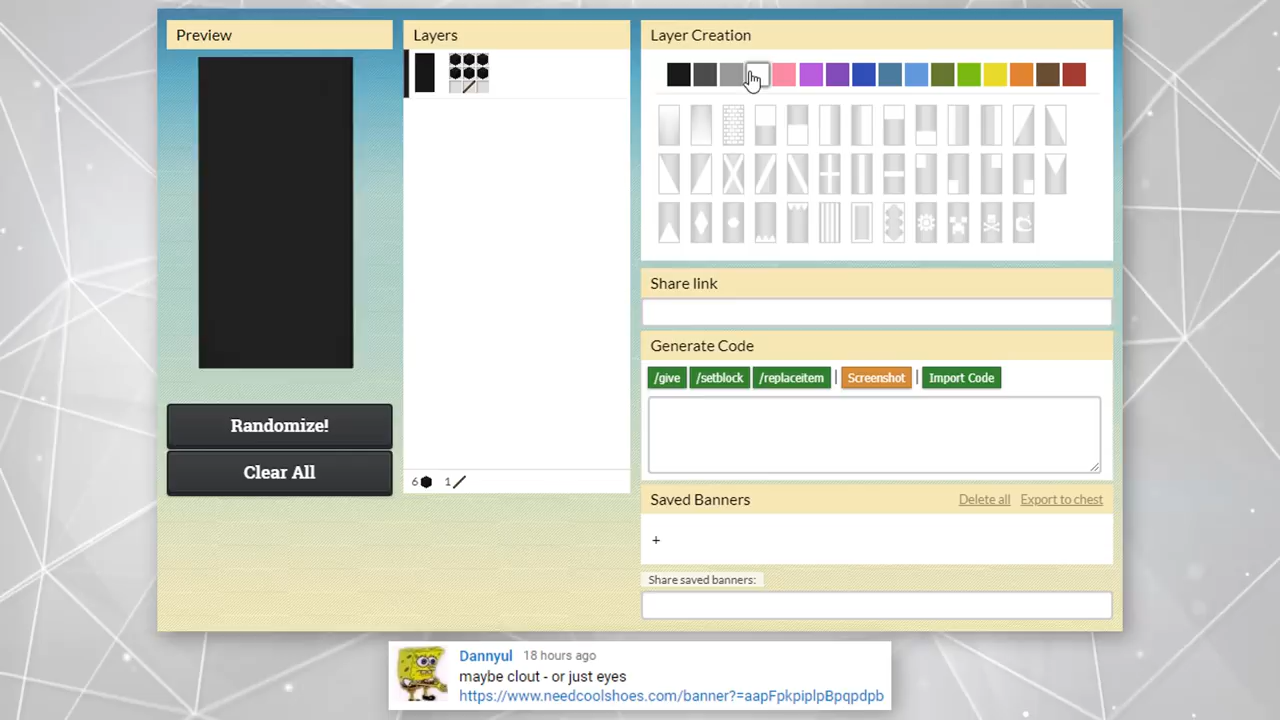 Preview
Layers
Layer Creation
Share link
Generate Code
/give /setblock /replaceitem | Screenshot | Import Code
Randomize!
Clear All
6 1
Saved Banners Delete all Export to chest
+
Share saved banners:
Dannyul 18 hours ago
maybe clout - or just eyes
https://www.needcoolshoes.com/banner?=aapFpkpiplpBpqpdpb